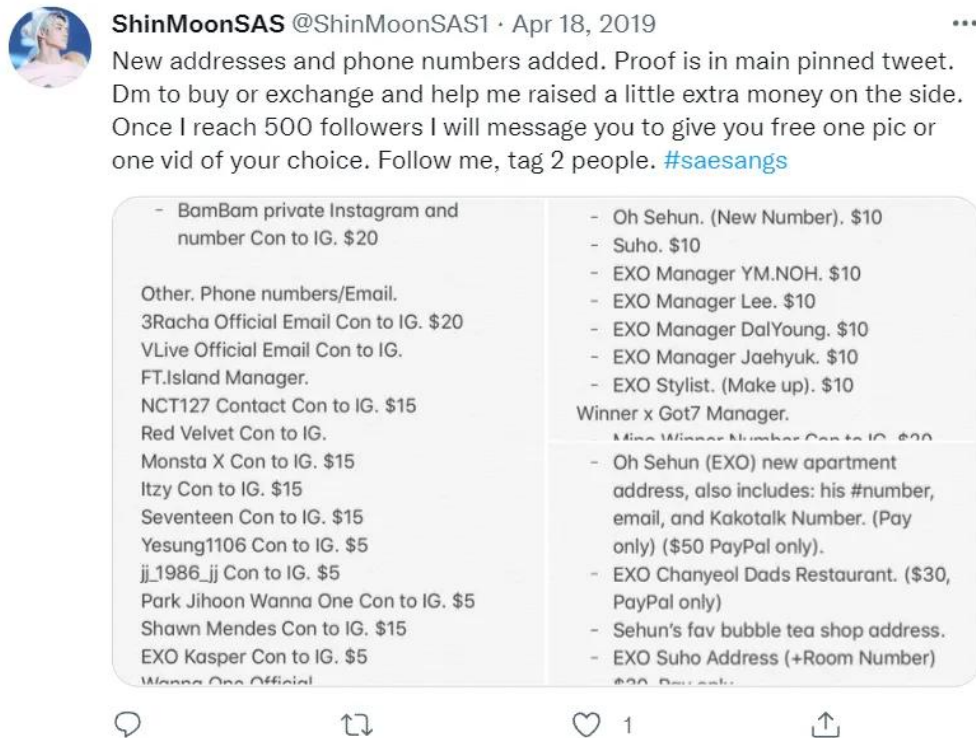 ShinMoonSAS @ShinMoonSAS1 · Apr 18, 2019
New addresses and phone numbers added. Proof is in main pinned tweet.
Dm to buy or exchange and help me raised a little extra money on the side.
Once I reach 500 followers I will message you to give you free one pic or
one vid of your choice. Follow me, tag 2 people. #saesangs
- BamBam private Instagram and
number Con to IG. $20
Other. Phone numbers/Email.
3Racha Official Email Con to IG. $20
VLive Official Email Con to IG.
FT.Island Manager.
NCT127 Contact Con to IG. $15
Red Velvet Con to IG.
Monsta X Con to IG. $15
Itzy Con to IG. $15
Seventeen Con to IG. $15
Yesung1106 Con to IG. $5
jj_1986_jj Con to IG. $5
Park Jihoon Wanna One Con to IG. $5
Shawn Mendes Con to IG. $15
EXO Kasper Con to IG. $5
Wanna One Official
- Oh Sehun. (New Number). $10
- Suho. $10
- EXO Manager YM.NOH. $10
- EXO Manager Lee. $10
- EXO Manager DalYoung. $10
- EXO Manager Jaehyuk. $10
- EXO Stylist. (Make up). $10
Winner x Got7 Manager.
Mino Winner Number Con to IG. $20
- Oh Sehun (EXO) new apartment
address, also includes: his #number,
email, and Kakotalk Number. (Pay
only) ($50 PayPal only).
- EXO Chanyeol Dads Restaurant. ($30,
PayPal only)
- Sehun's fav bubble tea shop address.
- EXO Suho Address (+Room Number)
1